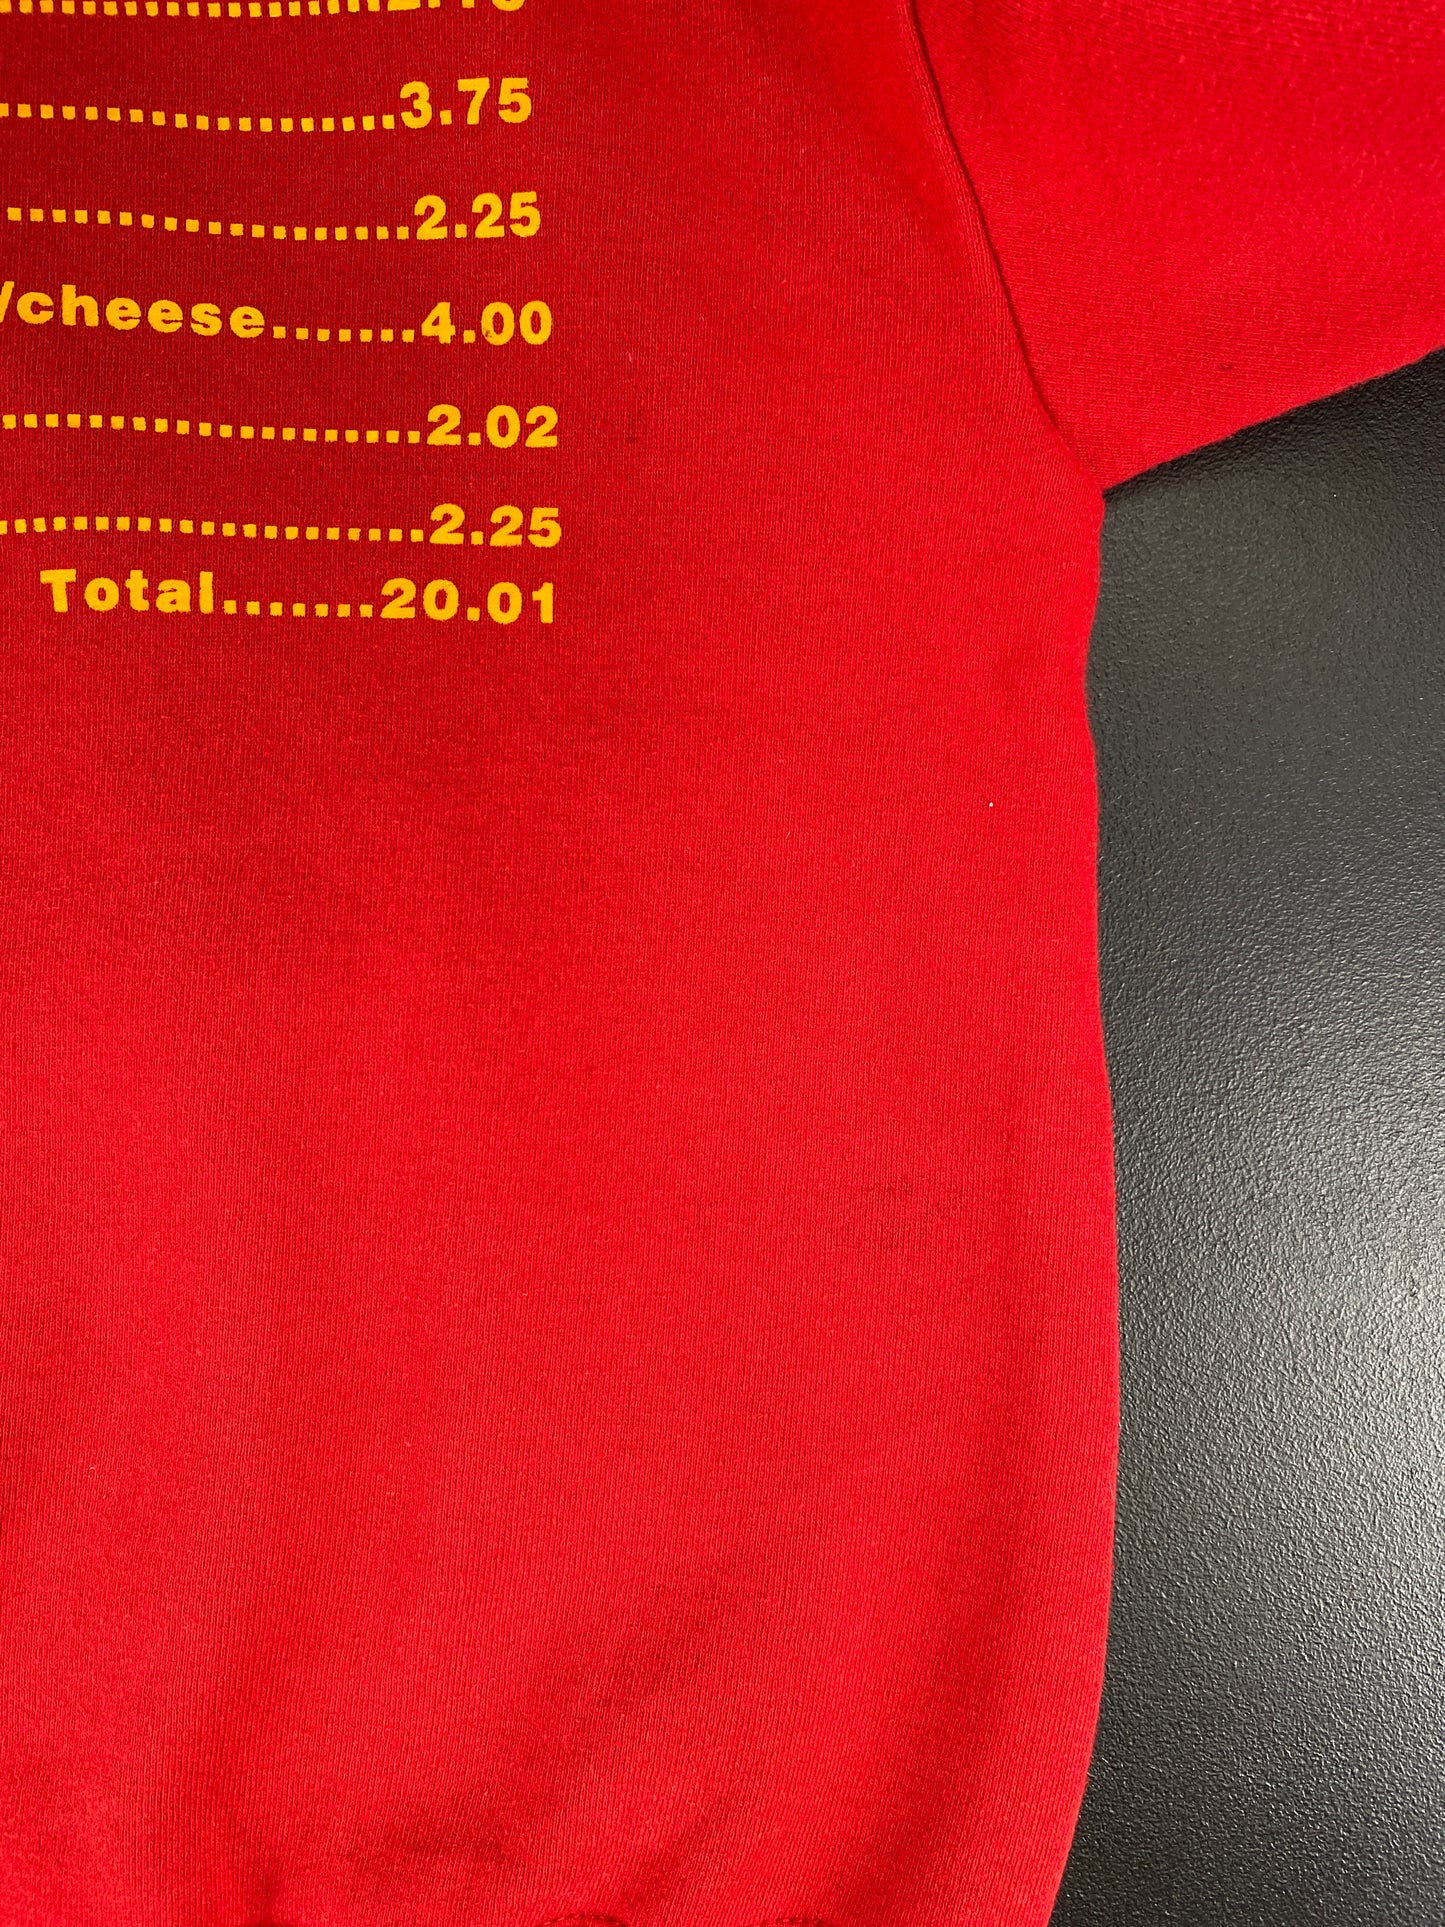 ....................3.75
...................2.25
/cheese.......4.00
.....................2.02
......................2.25
Total.......20.01